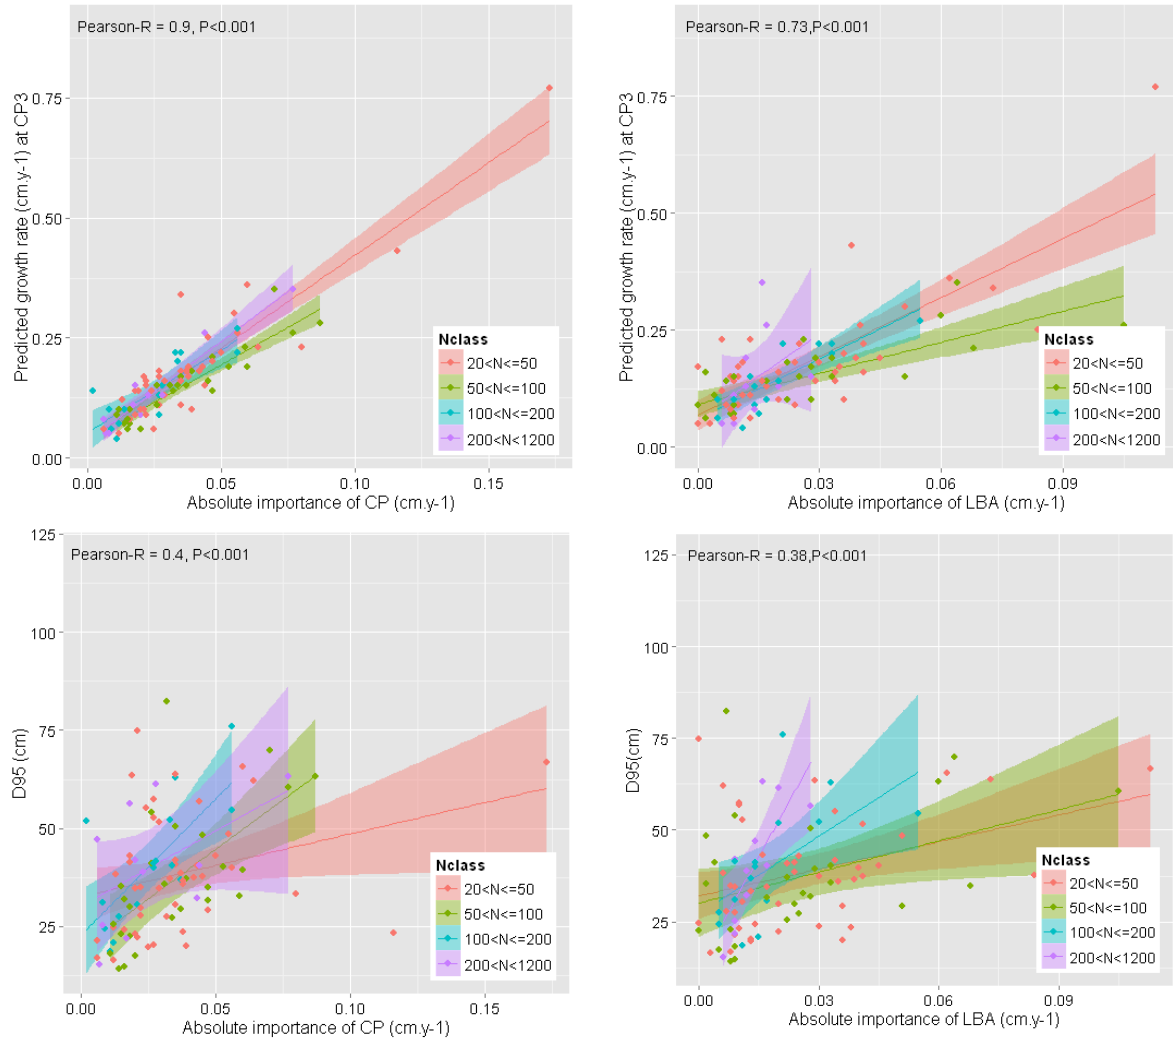 Pearson-R = 0.9, P<0.001
Predicted growth rate (cm.y-1) at CP3
0.75
0.50
0.25
0.00
Nclass
20<N<=50
50<N<=100
100<N<=200
200<N<1200
0.00 0.05 0.10 0.15
Absolute importance of CP (cm.y-1)
Pearson-R = 0.73,P<0.001
Predicted growth rate (cm.y-1) at CP3
0.75
0.50
0.25
0.00
Nclass
20<N<=50
50<N<=100
100<N<=200
200<N<1200
0.00 0.03 0.06 0.09
Absolute importance of LBA (cm.y-1)
Pearson-R = 0.4, P<0.001
D95 (cm)
125
100
75
50
25
Nclass
20<N<=50
50<N<=100
100<N<=200
200<N<1200
0.00 0.05 0.10 0.15
Absolute importance of CP (cm.y-1)
Pearson-R = 0.38,P<0.001
D95(cm)
125
100
75
50
25
Nclass
20<N<=50
50<N<=100
100<N<=200
200<N<1200
0.00 0.03 0.06 0.09
Absolute importance of LBA (cm.y-1)